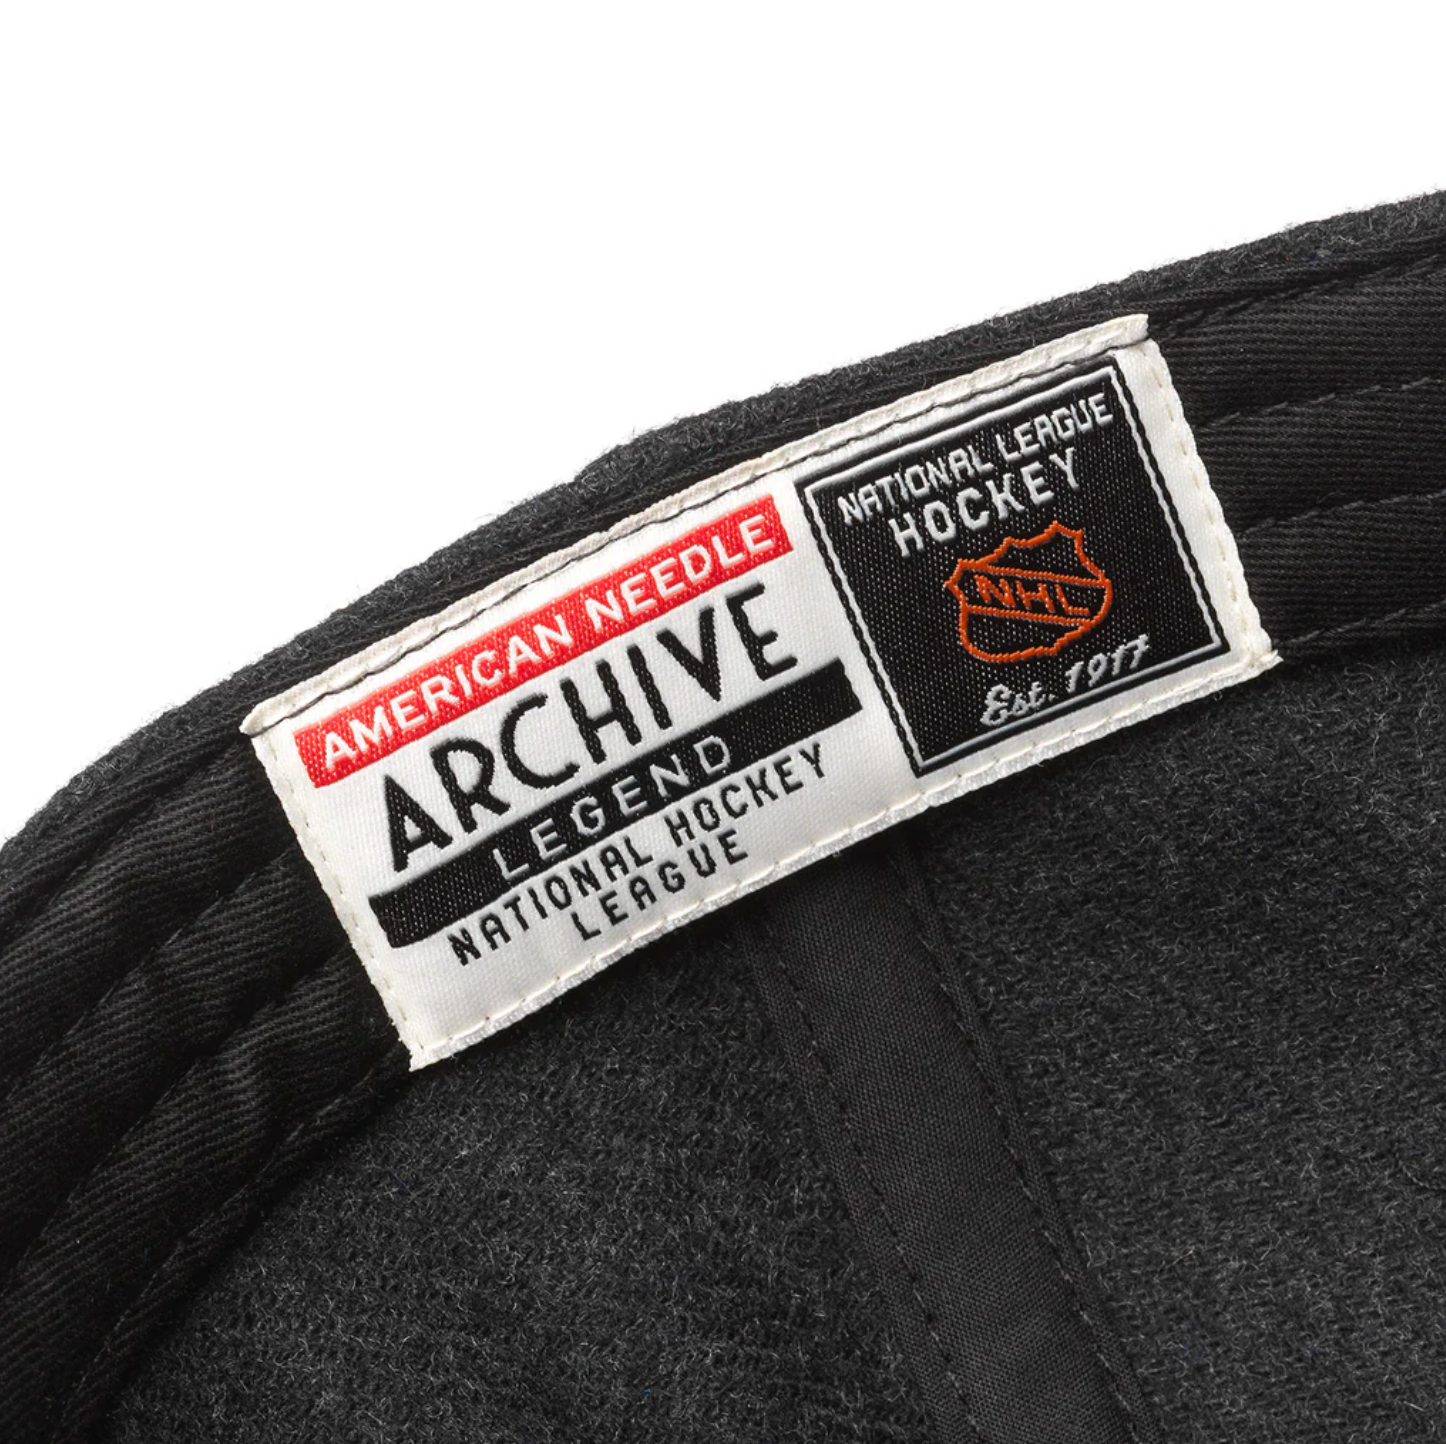 AMERICAN NEEDLE
ARCHIVE
LEGEND
NATIONAL HOCKEY
LEAGUE
NATIONAL LEAGUE
HOCKEY
NHL
Est. 1917